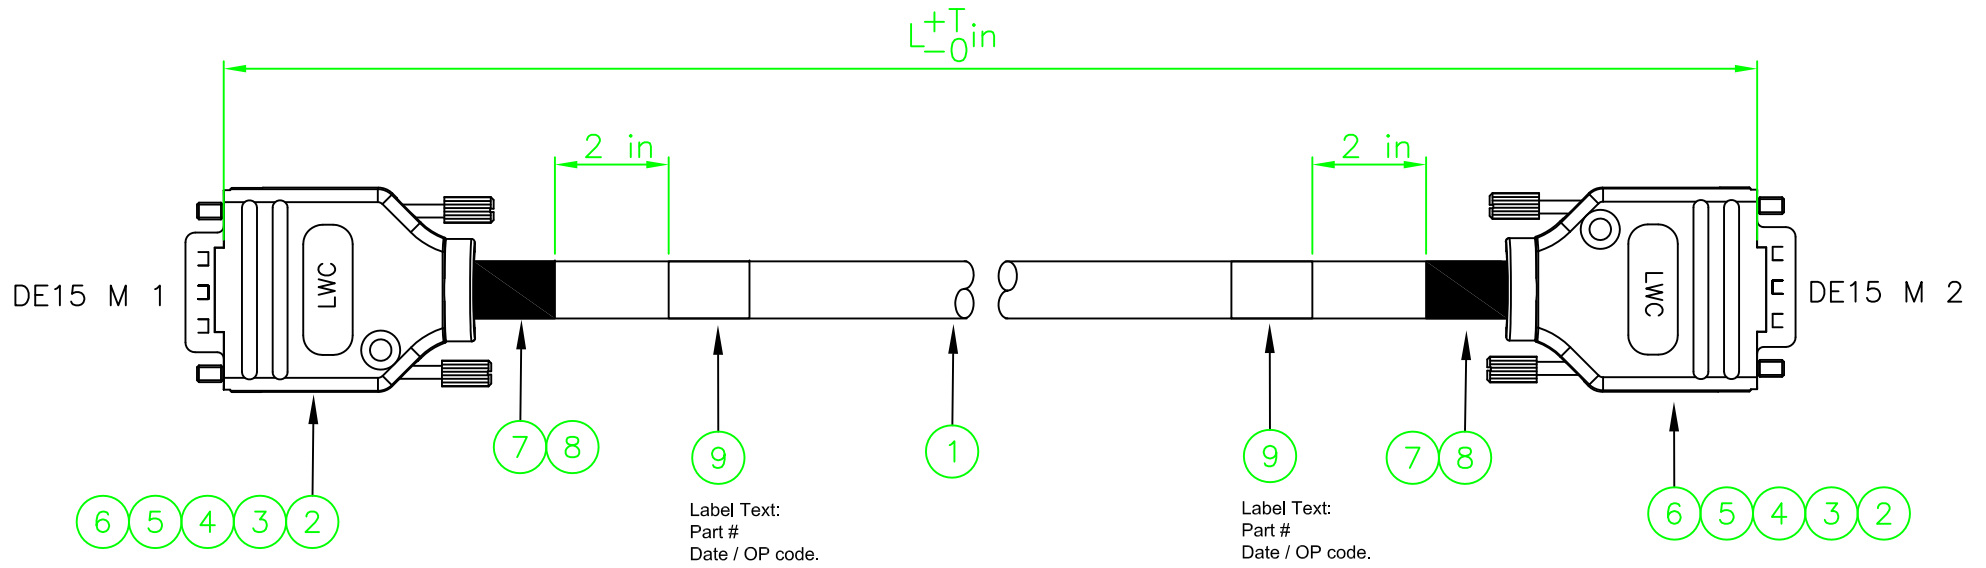 L +T -0 in
2 in
2 in
LWC
LWC
DE15 M 1
DE15 M 2
7 8
9
1
9
7 8
6 5 4 3 2
6 5 4 3 2
Label Text:
Part #
Date / OP code.
Label Text:
Part #
Date / OP code.